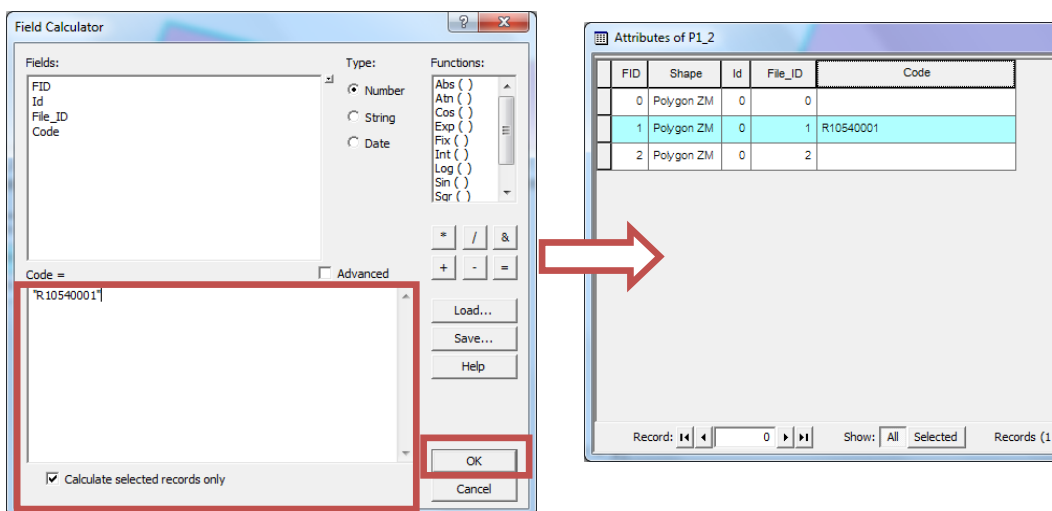 Field Calculator
Fields:
FID
Id
File_ID
Code
Type:
Number
String
Date
Functions:
Abs ( )
Atn ( )
Cos ( )
Exp ( )
Fix ( )
Int ( )
Log ( )
Sin ( )
Sqr ( )
* / &
+ - =
Code =
Advanced
"R10540001"
Load...
Save...
Help
OK
Cancel
Calculate selected records only
Attributes of P1_2
FID Shape Id File_ID Code
0 Polygon ZM 0 0
1 Polygon ZM 0 1 R10540001
2 Polygon ZM 0 2
Record: 0 Show: All Selected Records (1